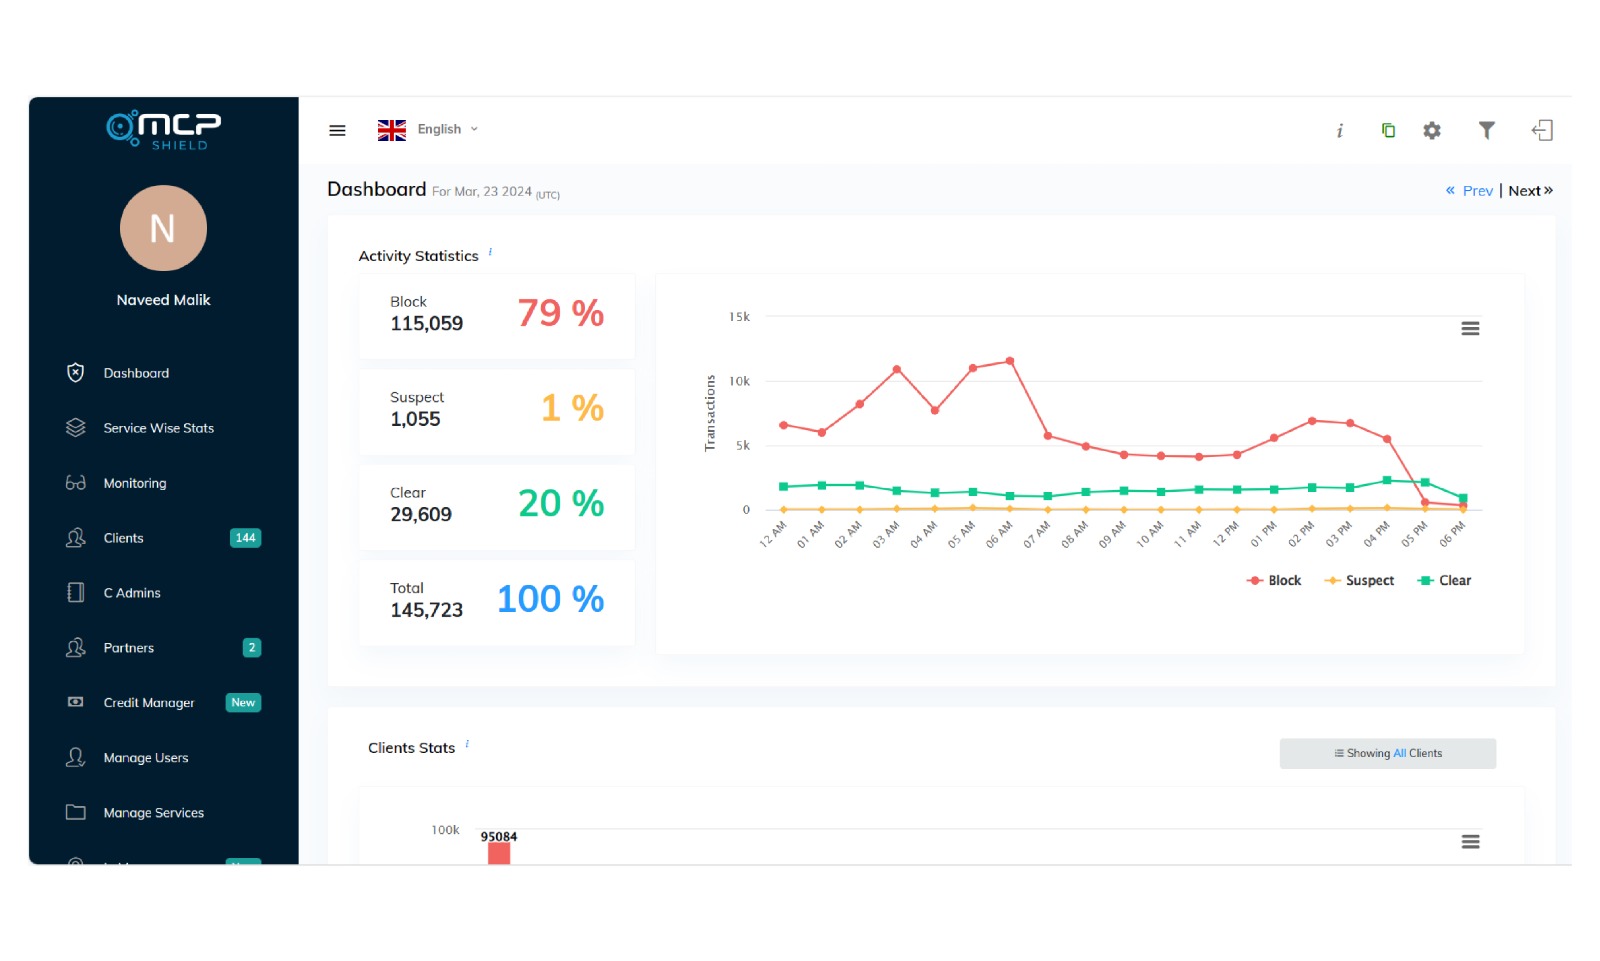 MCP
SHIELD
N
Naveed Malik
Dashboard
Service Wise Stats
Monitoring
Clients 144
C Admins
Partners 2
Credit Manager New
Manage Users
Manage Services
English
i
Dashboard For Mar, 23 2024 (UTC)
« Prev | Next »
Activity Statistics i
Block
115,059
79 %
Suspect
1,055
1 %
Clear
29,609
20 %
Total
145,723
100 %
Transactions
15k
10k
5k
0
12 AM
01 AM
02 AM
03 AM
04 AM
05 AM
06 AM
07 AM
08 AM
09 AM
10 AM
11 AM
12 PM
01 PM
02 PM
03 PM
04 PM
05 PM
06 PM
Block Suspect Clear
Clients Stats i
Showing All Clients
100k
95084